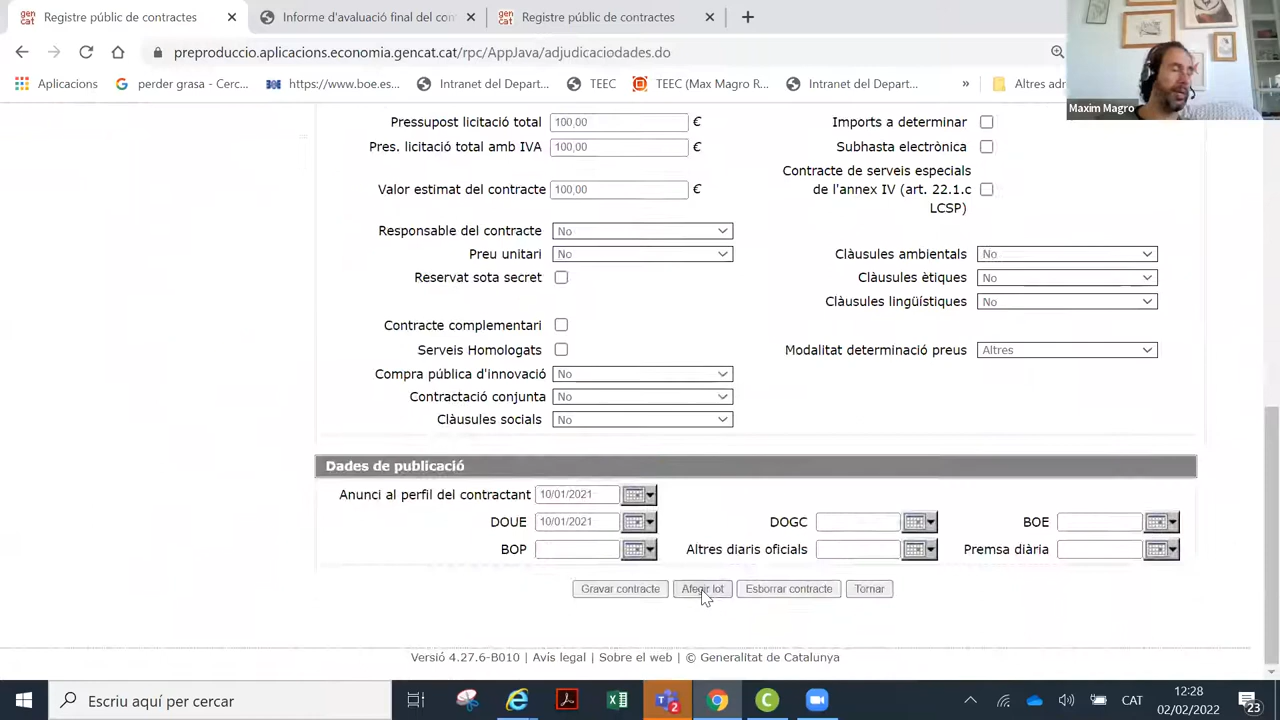 Registre públic de contractes
Informe d'avaluació final del con
Registre públic de contractes
preproduccio.aplicacions.economia.gencat.cat/rpc/AppJava/adjudicaciodades.do
Aplicacions
perder grasa - Cerc...
https://www.boe.es...
Intranet del Depart...
TEEC
TEEC (Max Magro R...
Intranet del Depart...
»
Altres adr
Maxim Magro
Pressupost licitació total 100,00 €
Imports a determinar
Pres. licitació total amb IVA 100,00 €
Subhasta electrònica
Contracte de serveis especials
de l'annex IV (art. 22.1.c
LCSP)
Valor estimat del contracte 100,00 €
Responsable del contracte No
Preu unitari No
Clàusules ambientals No
Reservat sota secret
Clàusules ètiques No
Clàusules lingüístiques No
Contracte complementari
Serveis Homologats
Modalitat determinació preus Altres
Compra pública d'innovació No
Contractació conjunta No
Clàusules socials No
Dades de publicació
Anunci al perfil del contractant 10/01/2021
DOUE 10/01/2021 DOGC BOE
BOP Altres diaris oficials Premsa diària
Gravar contracte Afegir lot Esborrar contracte Tornar
Versió 4.27.6-B010 | Avís legal | Sobre el web | © Generalitat de Catalunya
Escriu aquí per cercar
2
CAT
12:28
02/02/2022
23